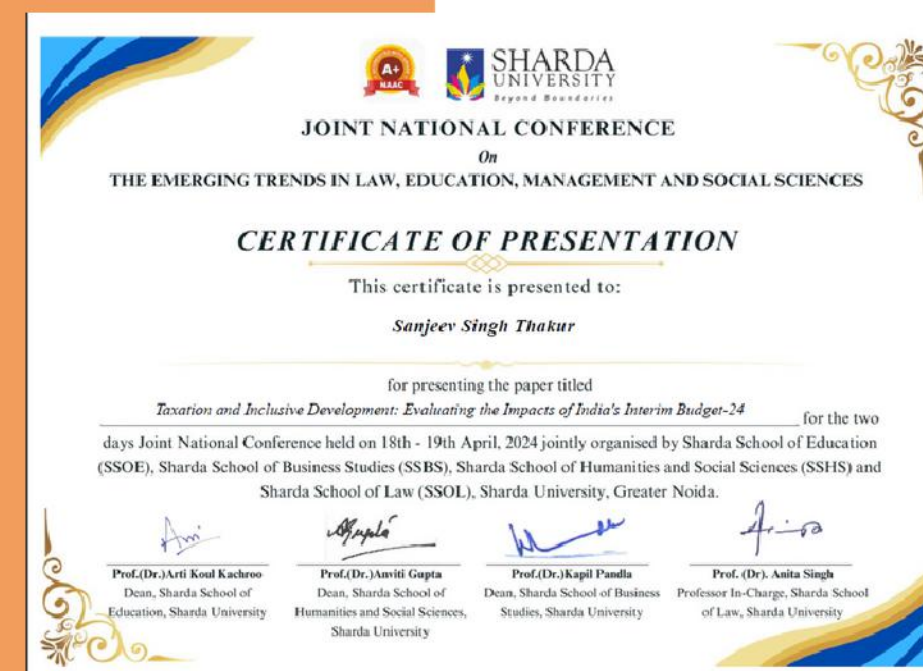 A+
NAAC
SHARDA
UNIVERSITY
Beyond Boundaries
JOINT NATIONAL CONFERENCE
On
THE EMERGING TRENDS IN LAW, EDUCATION, MANAGEMENT AND SOCIAL SCIENCES
CERTIFICATE OF PRESENTATION
This certificate is presented to:
Sanjeev Singh Thakur
for presenting the paper titled
Taxation and Inclusive Development: Evaluating the Impacts of India's Interim Budget-24 for the two
days Joint National Conference held on 18th - 19th April, 2024 jointly organised by Sharda School of Education
(SSOE), Sharda School of Business Studies (SSBS), Sharda School of Humanities and Social Sciences (SSHS) and
Sharda School of Law (SSOL), Sharda University, Greater Noida.
Prof.(Dr.)Arti Koul Kachroo
Dean, Sharda School of
Education, Sharda University
Prof.(Dr.)Anviti Gupta
Dean, Sharda School of
Humanities and Social Sciences,
Sharda University
Prof.(Dr.)Kapil Pandla
Dean, Sharda School of Business
Studies, Sharda University
Prof. (Dr). Anita Singh
Professor In-Charge, Sharda School
of Law, Sharda University